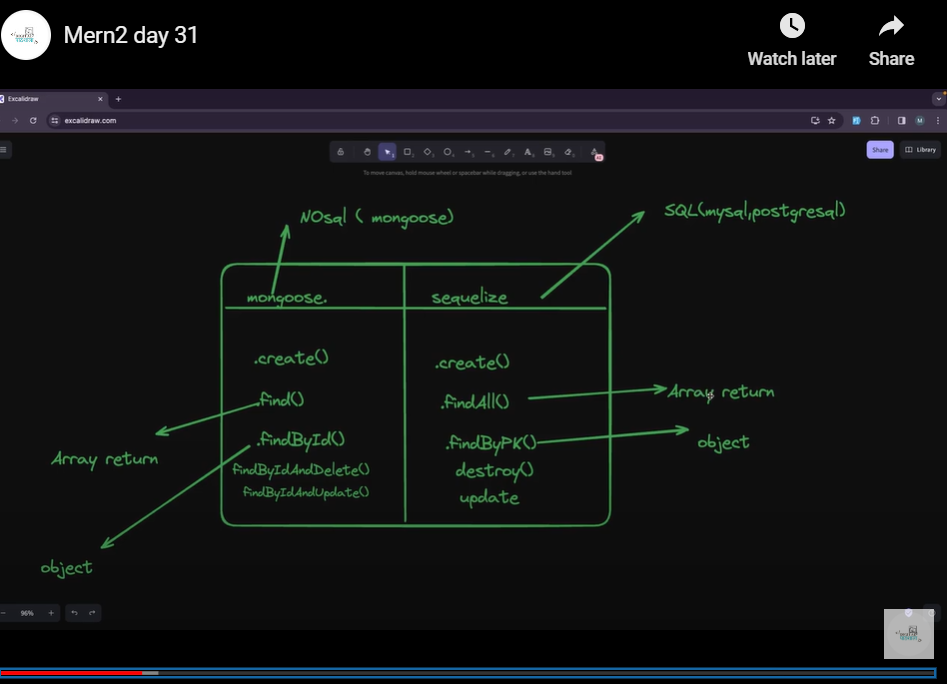 Mern2 day 31
Watch later
Share
Excalidraw
excalidraw.com
M
To move canvas, hold mouse wheel or spacebar while dragging, or use the hand tool
Share
Library
NOsql ( mongoose)
SQL(mysql,postgresql)
mongoose.
sequelize
.create()
.create()
.find()
.findAll()
Array return
.findById()
.findByPK()
object
Array return
findByIdAndDelete()
destroy()
findByIdAndUpdate()
update
object
96%